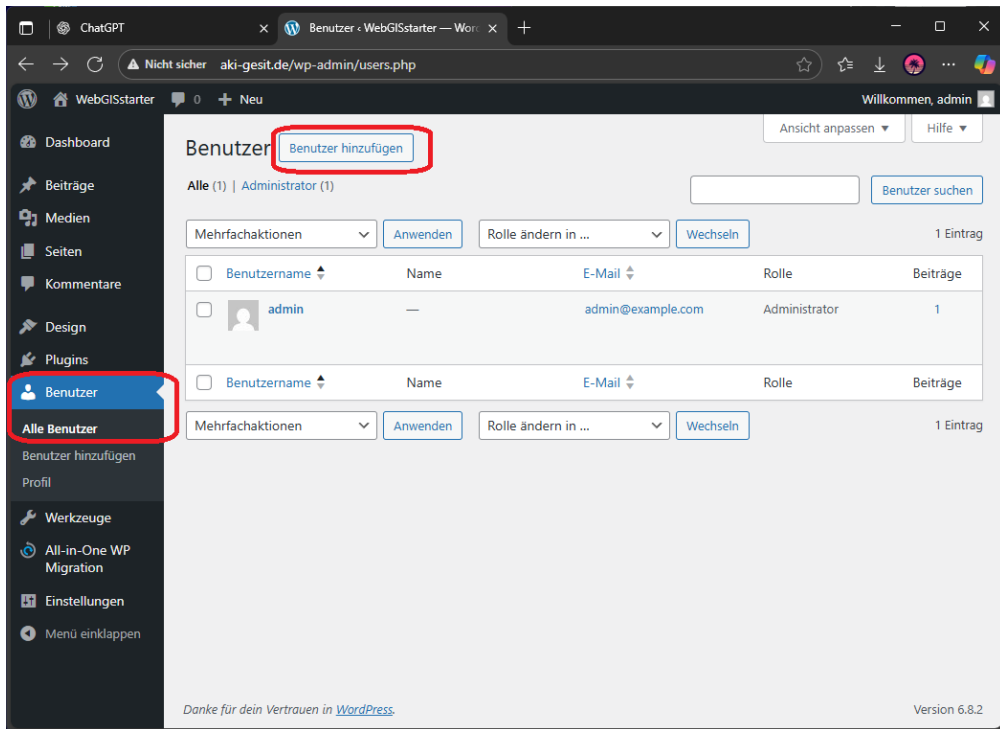 ChatGPT
Benutzer ‹ WebGISstarter — Wor
Nicht sicher aki-gesit.de/wp-admin/users.php
WebGISstarter 0 Neu Willkommen, admin
Ansicht anpassen Hilfe
Dashboard
Beiträge
Medien
Seiten
Kommentare
Design
Plugins
Benutzer
Alle Benutzer
Benutzer hinzufügen
Profil
Werkzeuge
All-in-One WP
Migration
Einstellungen
Menü einklappen
Benutzer Benutzer hinzufügen
Alle (1) | Administrator (1)
Benutzer suchen
Mehrfachaktionen Anwenden Rolle ändern in ... Wechseln 1 Eintrag
Benutzername Name E-Mail Rolle Beiträge
admin — admin@example.com Administrator 1
Benutzername Name E-Mail Rolle Beiträge
Mehrfachaktionen Anwenden Rolle ändern in ... Wechseln 1 Eintrag
Danke für dein Vertrauen in WordPress. Version 6.8.2